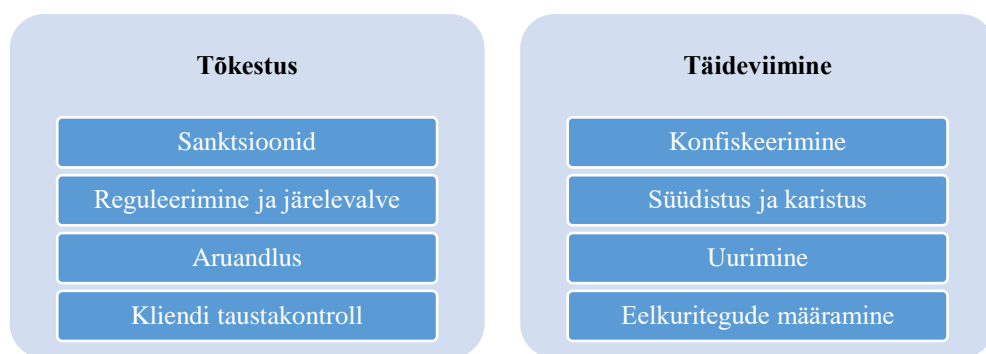 Tõkestus
Sanktsioonid
Reguleerimine ja järelevalve
Aruandlus
Kliendi taustakontroll
Täideviimine
Konfiskeerimine
Süüdistus ja karistus
Uurimine
Eelkuritegude määramine